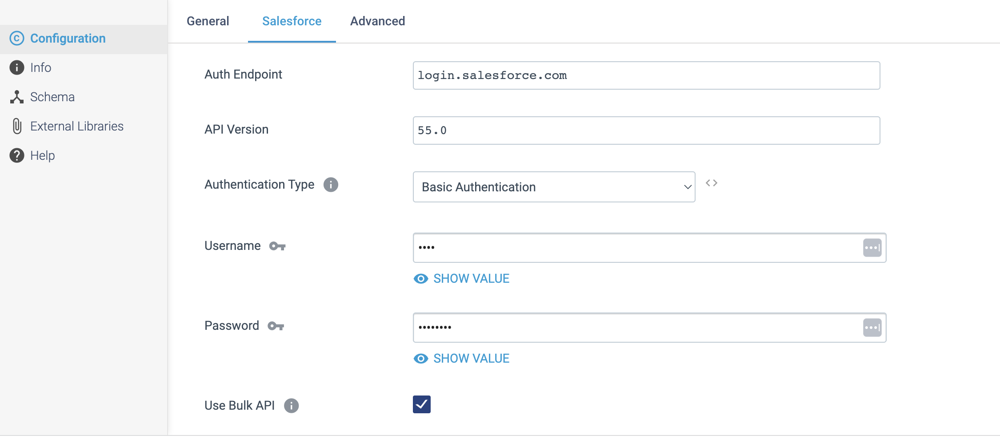 General Salesforce Advanced
Configuration
Info
Schema
External Libraries
Help
Auth Endpoint login.salesforce.com
API Version 55.0
Authentication Type Basic Authentication
Username ••••
SHOW VALUE
Password ••••••••
SHOW VALUE
Use Bulk API